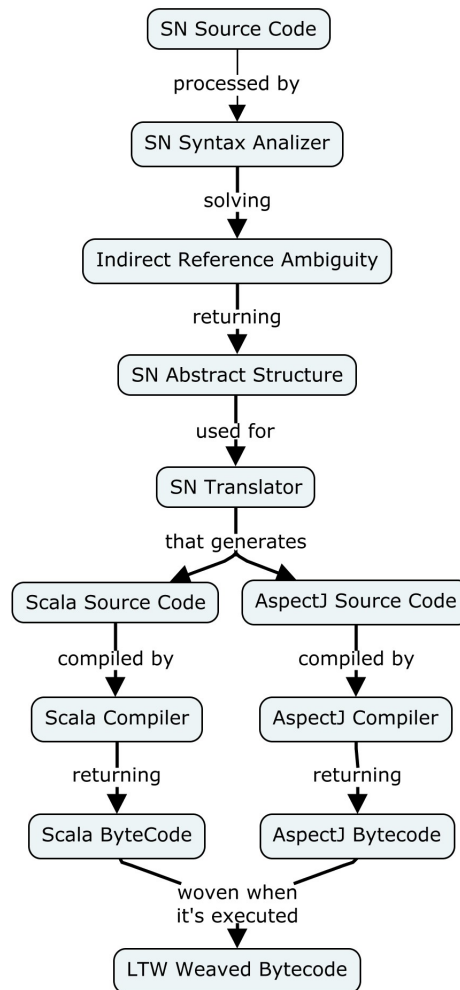 SN Source Code
processed by
SN Syntax Analizer
solving
Indirect Reference Ambiguity
returning
SN Abstract Structure
used for
SN Translator
that generates
Scala Source Code
AspectJ Source Code
compiled by
compiled by
Scala Compiler
AspectJ Compiler
returning
returning
Scala ByteCode
AspectJ Bytecode
woven when
it's executed
LTW Weaved Bytecode